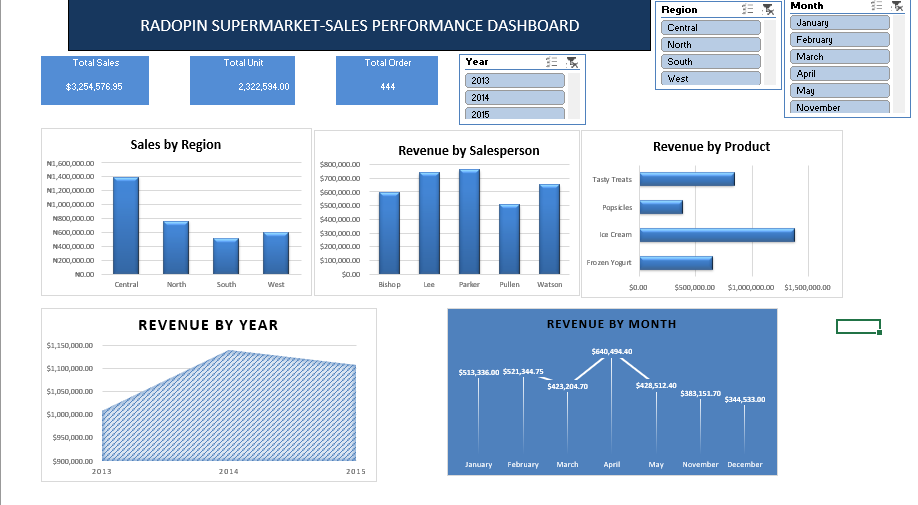 RADOPIN SUPERMARKET-SALES PERFORMANCE DASHBOARD
Region
Central
North
South
West
Month
January
February
March
April
May
November
Total Sales
$3,254,576.95
Total Unit
2,322,594.00
Total Order
444
Year
2013
2014
2015
Sales by Region
₦1,600,000.00
₦1,400,000.00
₦1,200,000.00
₦1,000,000.00
₦800,000.00
₦600,000.00
₦400,000.00
₦200,000.00
₦0.00
Central North South West
Revenue by Salesperson
$800,000.00
$700,000.00
$600,000.00
$500,000.00
$400,000.00
$300,000.00
$200,000.00
$100,000.00
$0.00
Bishop Lee Parker Pullen Watson
Revenue by Product
Tasty Treats
Popsicles
Ice Cream
Frozen Yogurt
$0.00 $500,000.00 $1,000,000.00 $1,500,000.00
REVENUE BY YEAR
$1,150,000.00
$1,100,000.00
$1,050,000.00
$1,000,000.00
$950,000.00
$900,000.00
2013 2014 2015
REVENUE BY MONTH
$513,336.00 $521,344.75 $423,204.70 $640,494.40 $428,512.40 $383,151.70 $344,533.00
January February March April May November December